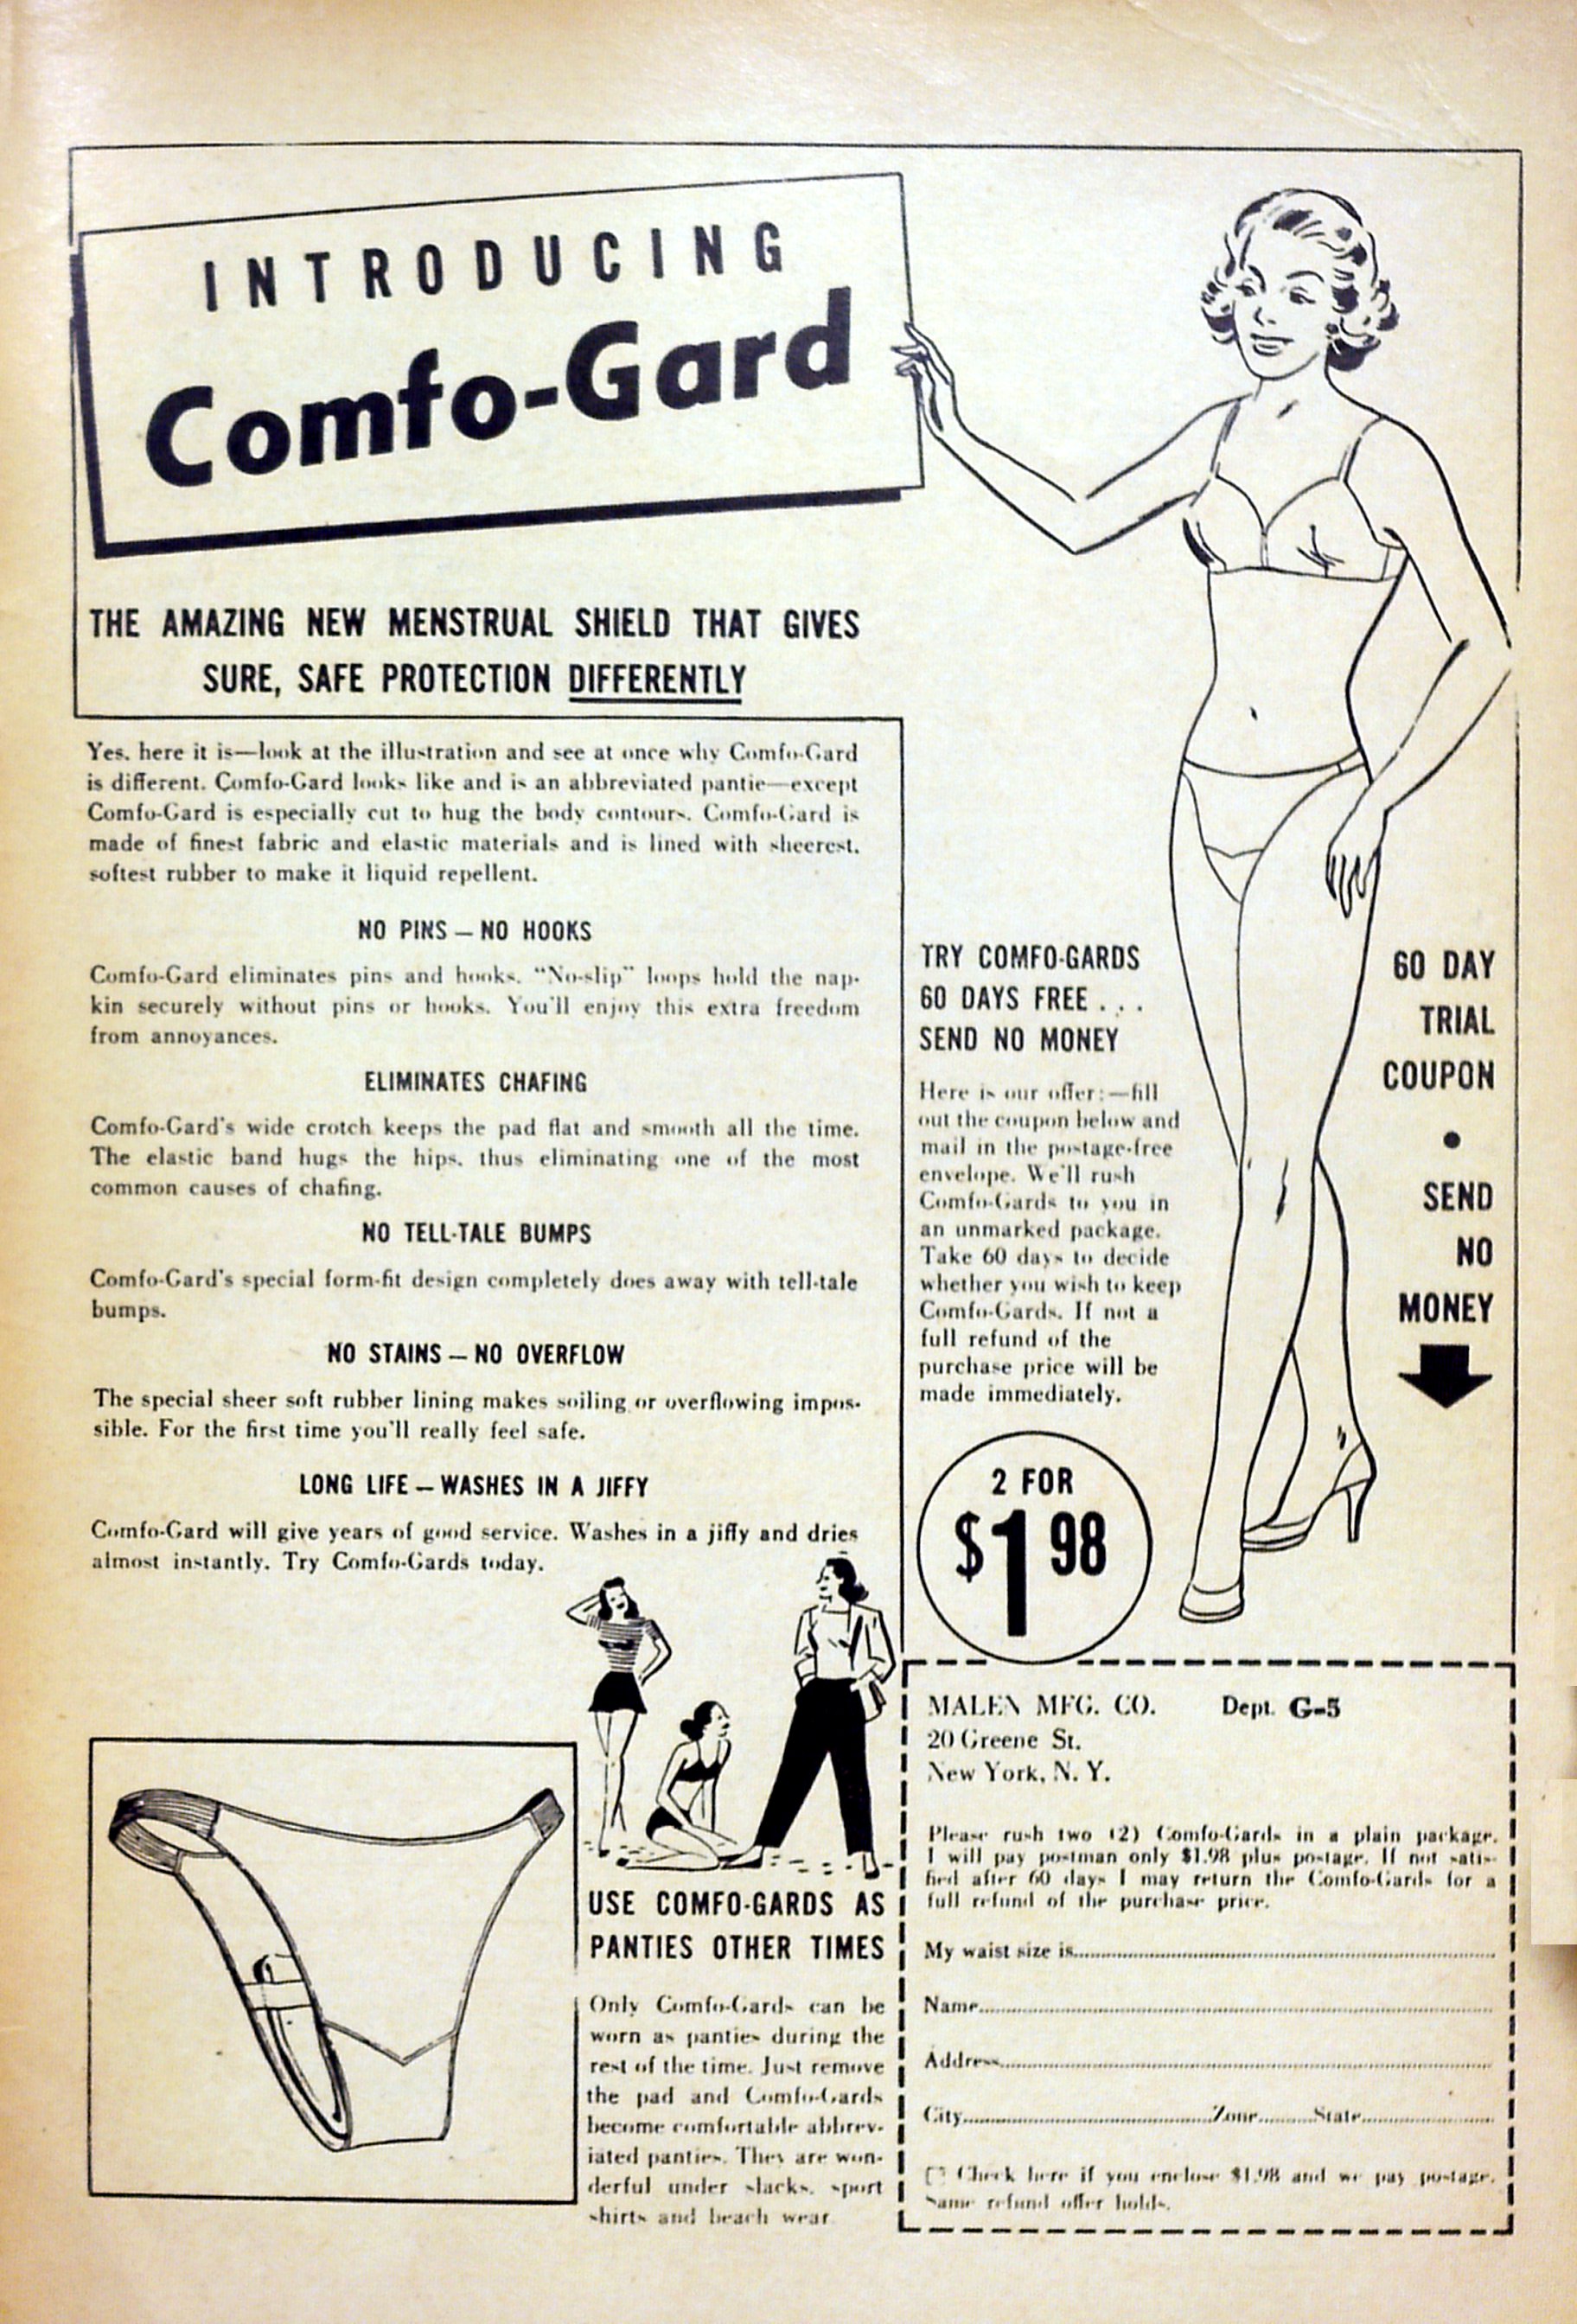 INTRODUCING
Comfo-Gard
THE AMAZING NEW MENSTRUAL SHIELD THAT GIVES
SURE, SAFE PROTECTION DIFFERENTLY
Yes, here it is—look at the illustration and see at once why Comfo-Gard
is different. Comfo-Gard looks like and is an abbreviated pantie—except
Comfo-Gard is especially cut to hug the body contours. Comfo-Gard is
made of finest fabric and elastic materials and is lined with sheerest,
softest rubber to make it liquid repellent.
NO PINS — NO HOOKS
Comfo-Gard eliminates pins and hooks. "No-slip" loops hold the nap-
kin securely without pins or hooks. You'll enjoy this extra freedom
from annoyances.
ELIMINATES CHAFING
Comfo-Gard's wide crotch keeps the pad flat and smooth all the time.
The elastic band hugs the hips, thus eliminating one of the most
common causes of chafing.
NO TELL-TALE BUMPS
Comfo-Gard's special form-fit design completely does away with tell-tale
bumps.
NO STAINS — NO OVERFLOW
The special sheer soft rubber lining makes soiling or overflowing impos-
sible. For the first time you'll really feel safe.
LONG LIFE — WASHES IN A JIFFY
Comfo-Gard will give years of good service. Washes in a jiffy and dries
almost instantly. Try Comfo-Gards today.
USE COMFO-GARDS AS
PANTIES OTHER TIMES
Only Comfo-Gards can be
worn as panties during the
rest of the time. Just remove
the pad and Comfo-Gards
become comfortable abbrev-
iated panties. They are won-
derful under slacks, sport
shirts and beach wear
TRY COMFO-GARDS
60 DAYS FREE . . .
SEND NO MONEY
Here is our offer:—fill
out the coupon below and
mail in the postage-free
envelope. We'll rush
Comfo-Gards to you in
an unmarked package.
Take 60 days to decide
whether you wish to keep
Comfo-Gards. If not a
full refund of the
purchase price will be
made immediately.
2 FOR
$1 98
60 DAY
TRIAL
COUPON
•
SEND
NO
MONEY
MALEN MFG. CO. Dept. G-5
20 Greene St.
New York, N. Y.
Please rush two (2) Comfo-Gards in a plain package.
I will pay postman only $1.98 plus postage. If not satis-
fied after 60 days I may return the Comfo-Gards for a
full refund of the purchase price.
My waist size is
Name
Address
City Zone State
□ Check here if you enclose $1.98 and we pay postage.
Same refund offer holds.